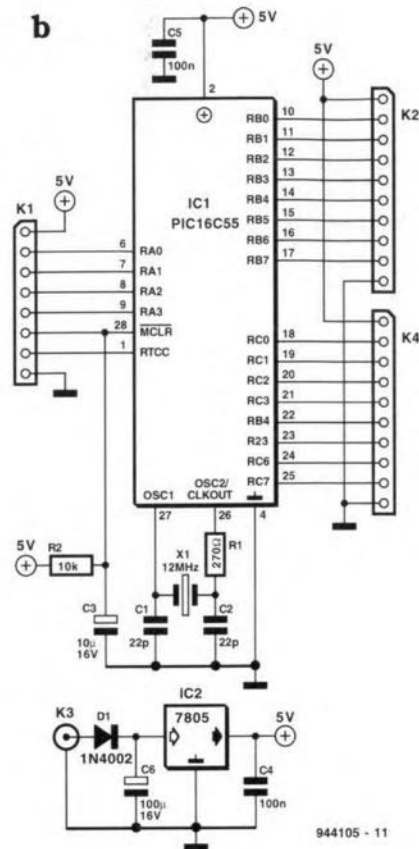 b
5V
C5
100n
2
5V
K1
5V
IC1
PIC16C55
K2
6 RA0
7 RA1
8 RA2
9 RA3
28 MCLR
1 RTCC
RB0 10
RB1 11
RB2 12
RB3 13
RB4 14
RB5 15
RB6 16
RB7 17
K4
RC0 18
RC1 19
RC2 20
RC3 21
RB4 22
R23 23
RC6 24
RC7 25
OSC1
OSC2/
CLKOUT
27
26
4
5V
R2
10k
X1
12MHz
270Ω
R1
C3
10µ
16V
C1
22p
C2
22p
K3
D1
1N4002
IC2
7805
5V
C6
100µ
16V
C4
100n
944105 - 11